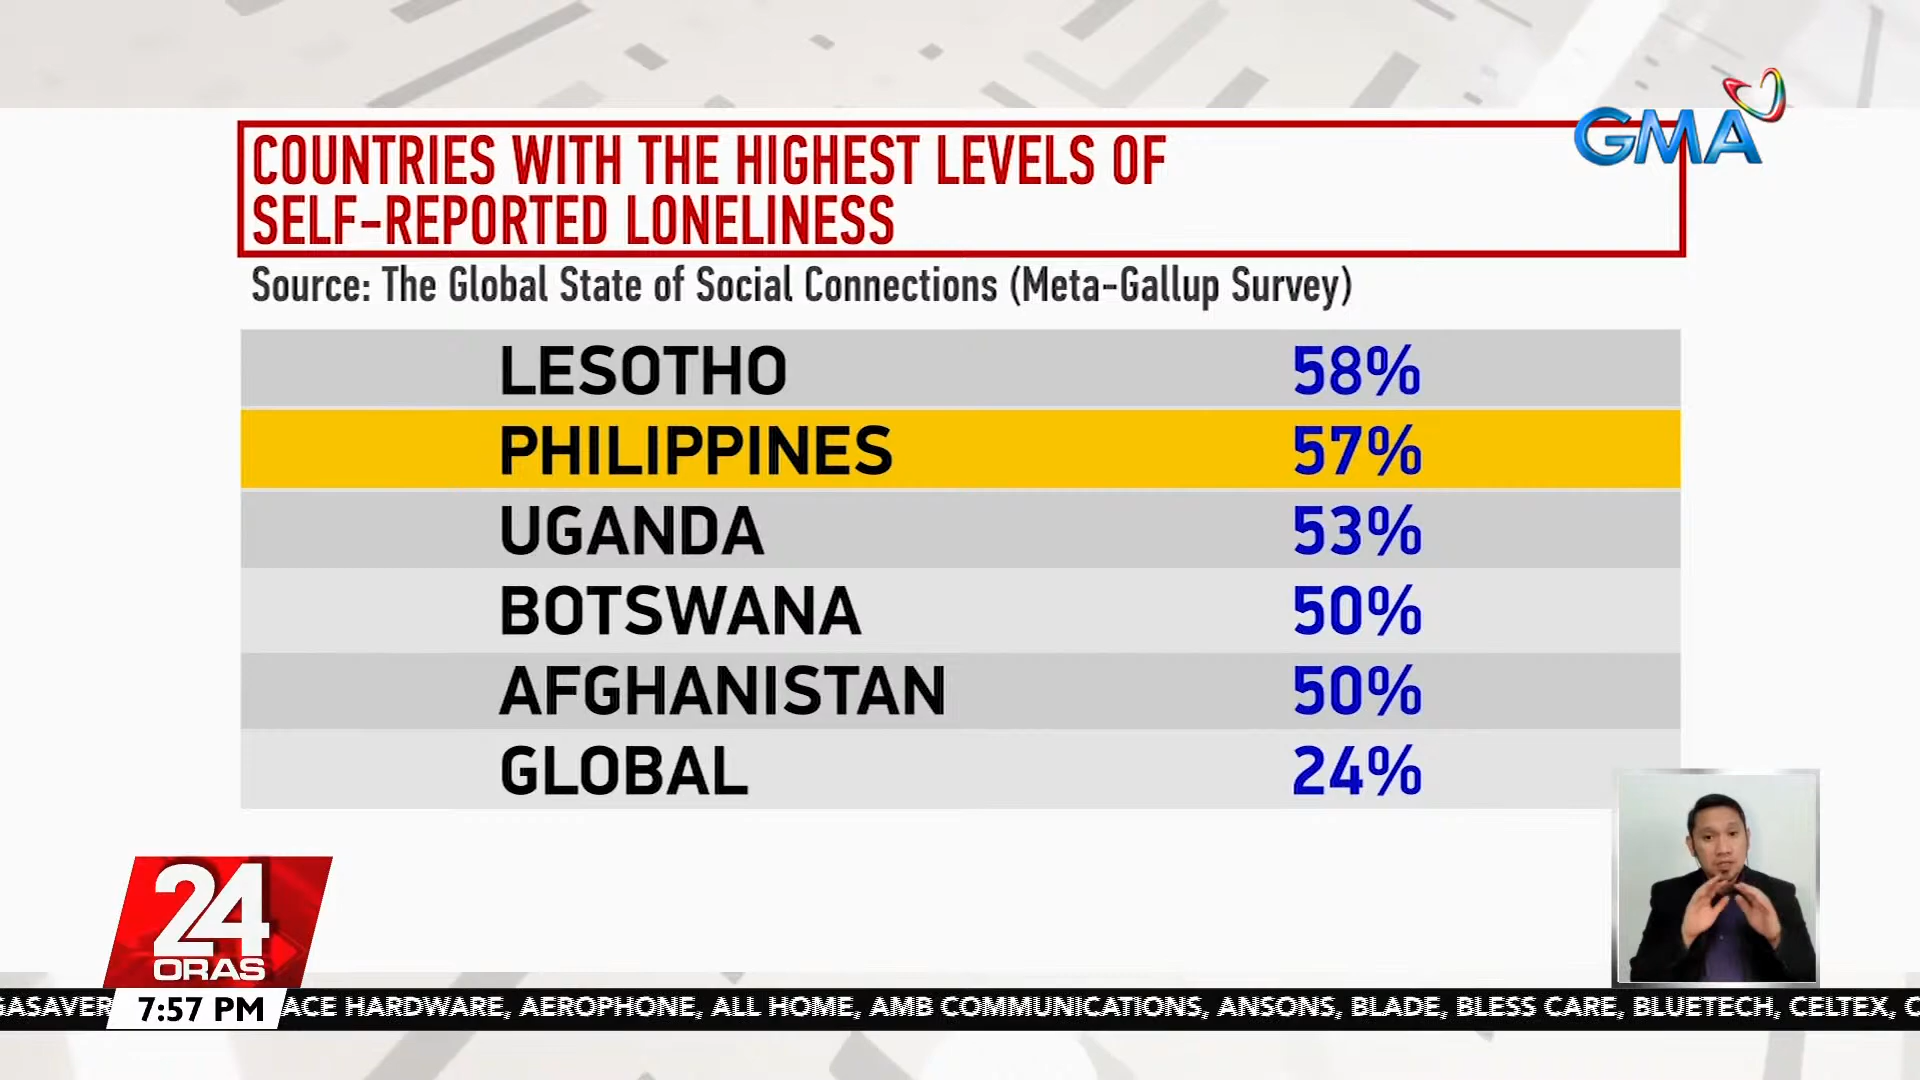 GMA
COUNTRIES WITH THE HIGHEST LEVELS OF
SELF-REPORTED LONELINESS
Source: The Global State of Social Connections (Meta-Gallup Survey)
LESOTHO 58%
PHILIPPINES 57%
UGANDA 53%
BOTSWANA 50%
AFGHANISTAN 50%
GLOBAL 24%
24
ORAS
7:57 PM
GASAVER ACE HARDWARE, AEROPHONE, ALL HOME, AMB COMMUNICATIONS, ANSONS, BLADE, BLESS CARE, BLUETECH, CELTEX, C